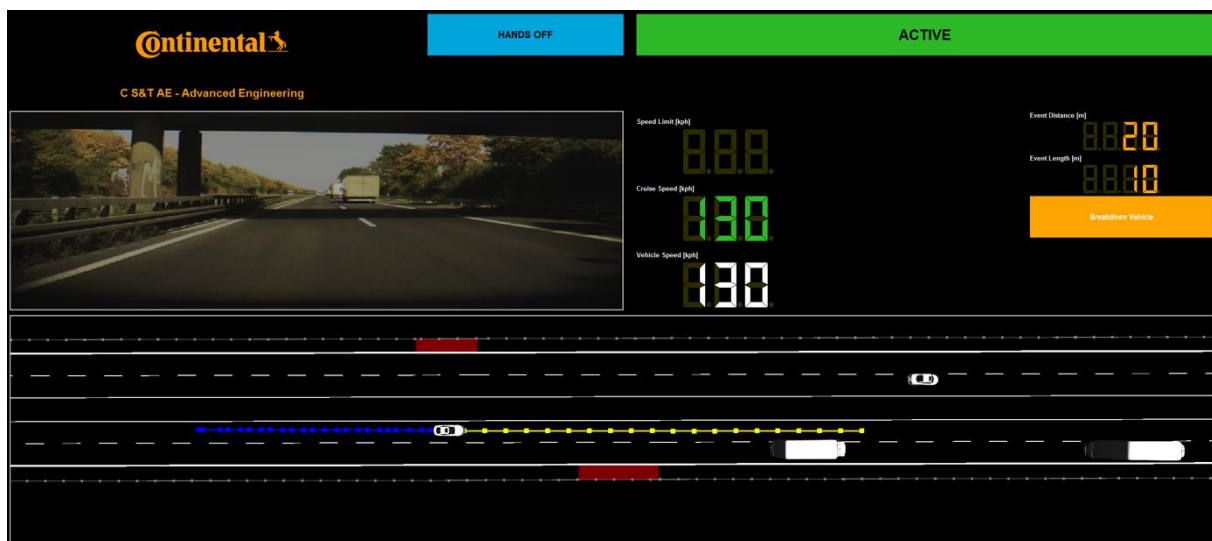 Continental
HANDS OFF
ACTIVE
C S&T AE - Advanced Engineering
Speed Limit [kph]
Event Distance [m]
20
Event Length [m]
10
Cruise Speed [kph]
130
Breakdown Vehicle
Vehicle Speed [kph]
130